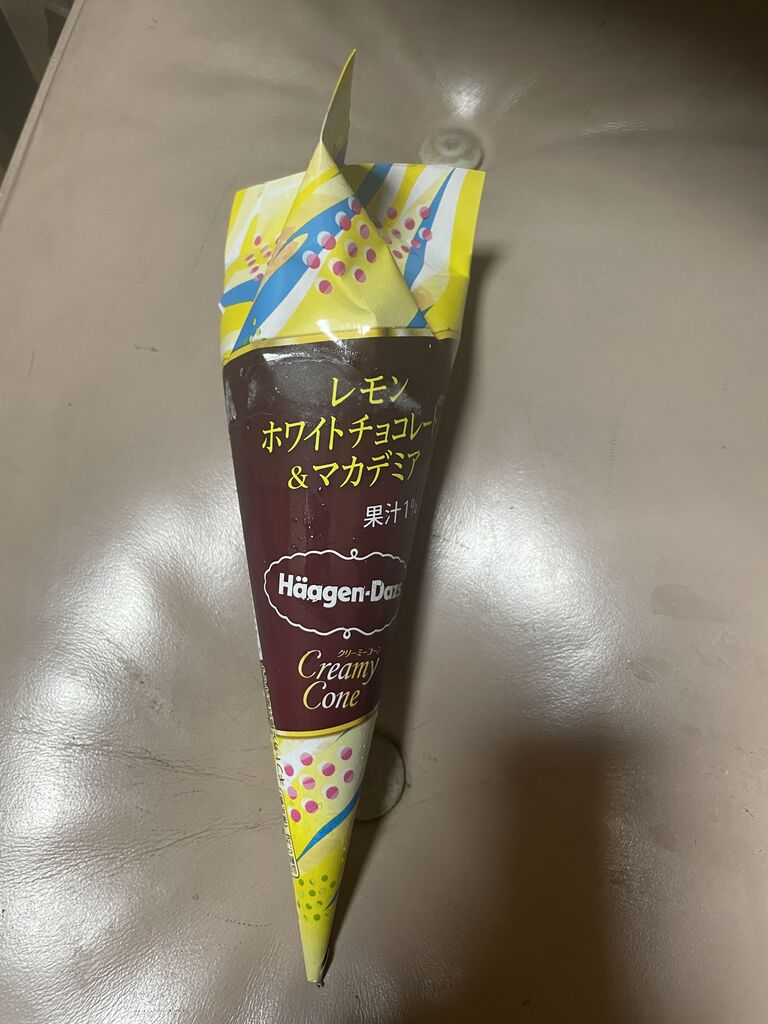 レモン
ホワイトチョコレート
&マカデミア
果汁1%
Häagen-Dazs
クリーミーコーン
Creamy
Cone